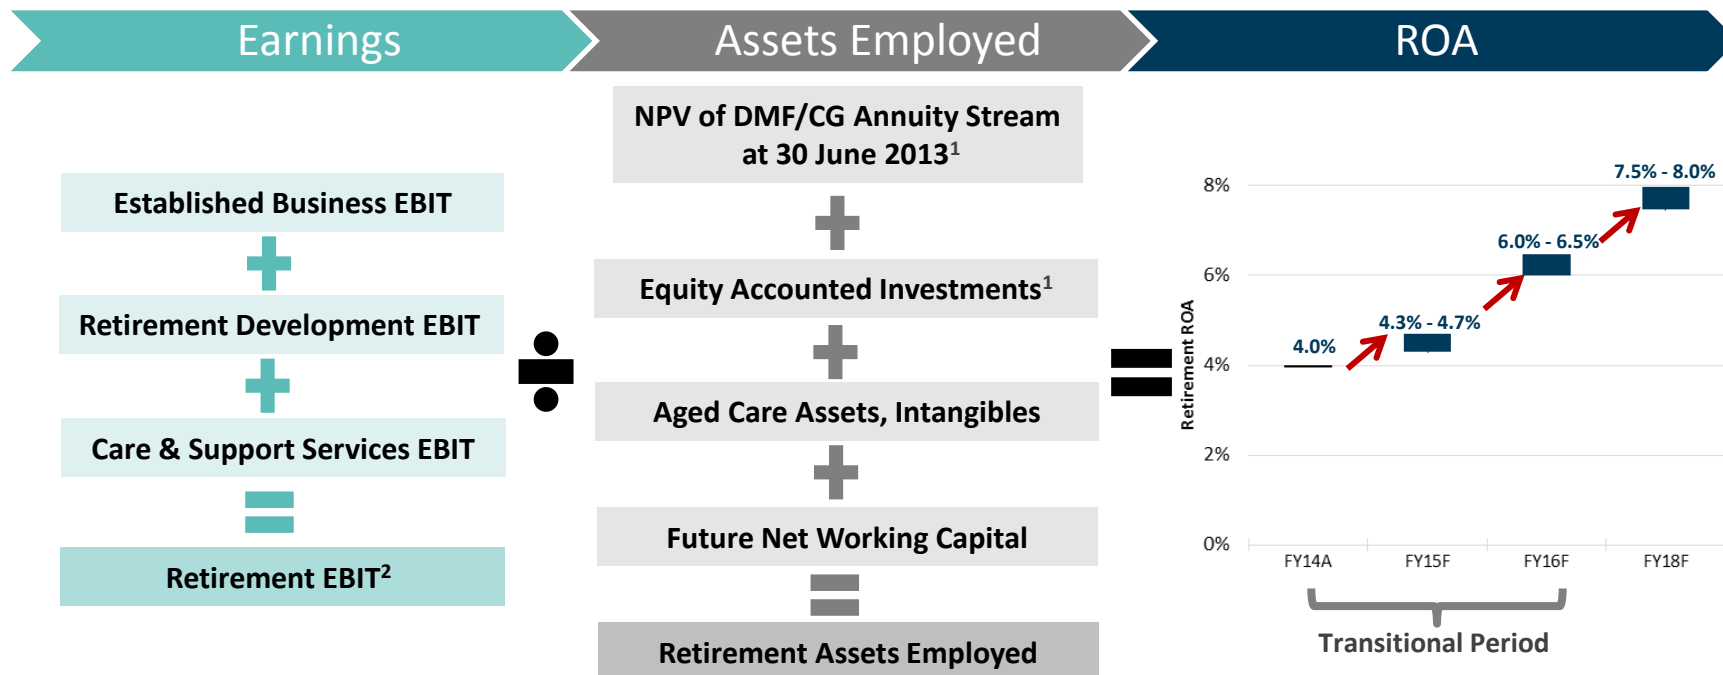 Earnings
Assets Employed
ROA
Established Business EBIT
Retirement Development EBIT
Care & Support Services EBIT
Retirement EBIT²
NPV of DMF/CG Annuity Stream
at 30 June 2013¹
Equity Accounted Investments¹
Aged Care Assets, Intangibles
Future Net Working Capital
Retirement Assets Employed
Retirement ROA
8%
6%
4%
2%
0%
4.0%
4.3% - 4.7%
6.0% - 6.5%
7.5% - 8.0%
FY14A
FY15F
FY16F
FY18F
Transitional Period